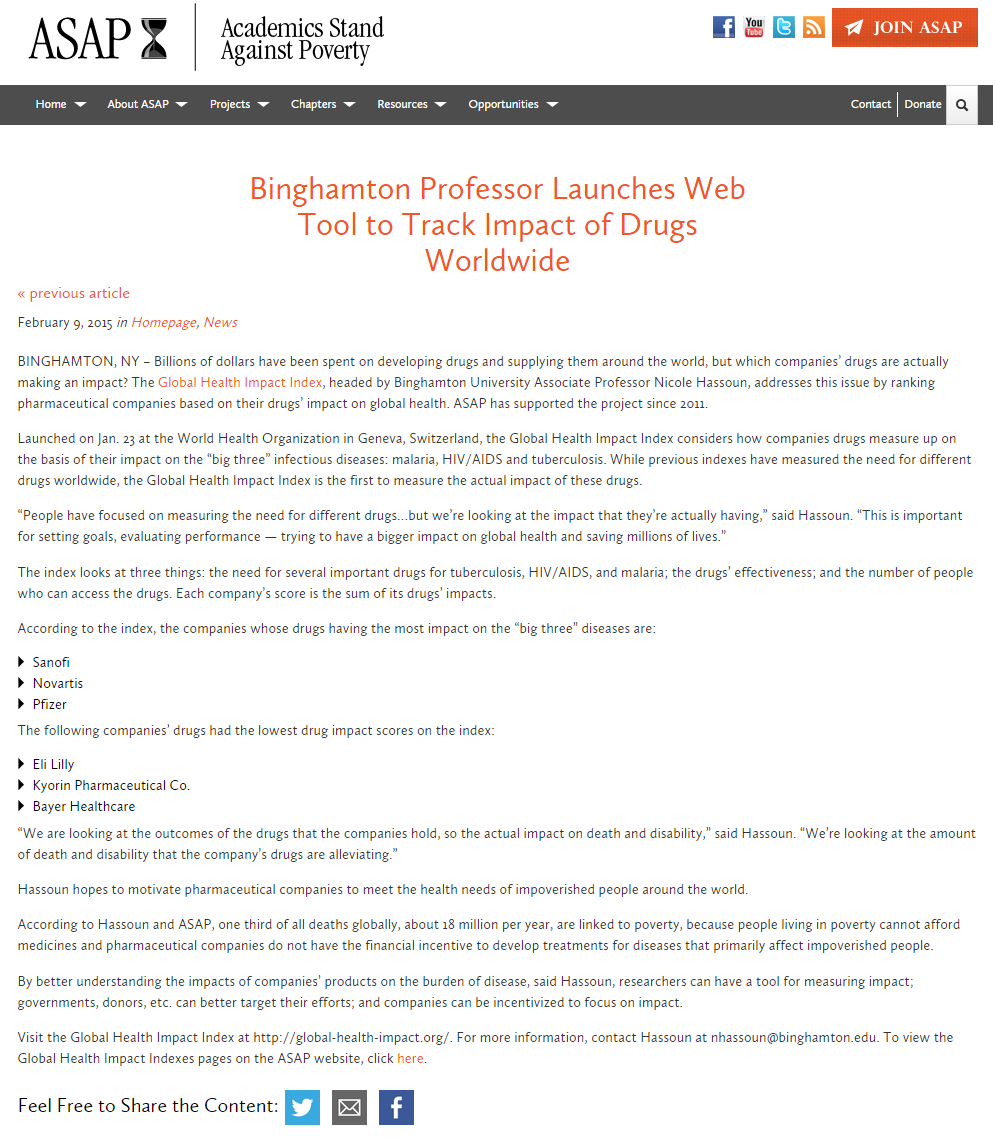 ASAP
Academics Stand
Against Poverty
You
Tube
JOIN ASAP
Home
About ASAP
Projects
Chapters
Resources
Opportunities
Contact
Donate
Binghamton Professor Launches Web
Tool to Track Impact of Drugs
Worldwide
« previous article
February 9, 2015 in Homepage, News
BINGHAMTON, NY – Billions of dollars have been spent on developing drugs and supplying them around the world, but which companies’ drugs are actually
making an impact? The Global Health Impact Index, headed by Binghamton University Associate Professor Nicole Hassoun, addresses this issue by ranking
pharmaceutical companies based on their drugs’ impact on global health. ASAP has supported the project since 2011.
Launched on Jan. 23 at the World Health Organization in Geneva, Switzerland, the Global Health Impact Index considers how companies drugs measure up on
the basis of their impact on the “big three” infectious diseases: malaria, HIV/AIDS and tuberculosis. While previous indexes have measured the need for different
drugs worldwide, the Global Health Impact Index is the first to measure the actual impact of these drugs.
“People have focused on measuring the need for different drugs…but we’re looking at the impact that they’re actually having,” said Hassoun. “This is important
for setting goals, evaluating performance — trying to have a bigger impact on global health and saving millions of lives.”
The index looks at three things: the need for several important drugs for tuberculosis, HIV/AIDS, and malaria; the drugs’ effectiveness; and the number of people
who can access the drugs. Each company’s score is the sum of its drugs’ impacts.
According to the index, the companies whose drugs having the most impact on the “big three” diseases are:
Sanofi
Novartis
Pfizer
The following companies’ drugs had the lowest drug impact scores on the index:
Eli Lilly
Kyorin Pharmaceutical Co.
Bayer Healthcare
“We are looking at the outcomes of the drugs that the companies hold, so the actual impact on death and disability,” said Hassoun. “We’re looking at the amount
of death and disability that the company’s drugs are alleviating.”
Hassoun hopes to motivate pharmaceutical companies to meet the health needs of impoverished people around the world.
According to Hassoun and ASAP, one third of all deaths globally, about 18 million per year, are linked to poverty, because people living in poverty cannot afford
medicines and pharmaceutical companies do not have the financial incentive to develop treatments for diseases that primarily affect impoverished people.
By better understanding the impacts of companies’ products on the burden of disease, said Hassoun, researchers can have a tool for measuring impact;
governments, donors, etc. can better target their efforts; and companies can be incentivized to focus on impact.
Visit the Global Health Impact Index at http://global-health-impact.org/. For more information, contact Hassoun at nhassoun@binghamton.edu. To view the
Global Health Impact Indexes pages on the ASAP website, click here.
Feel Free to Share the Content: